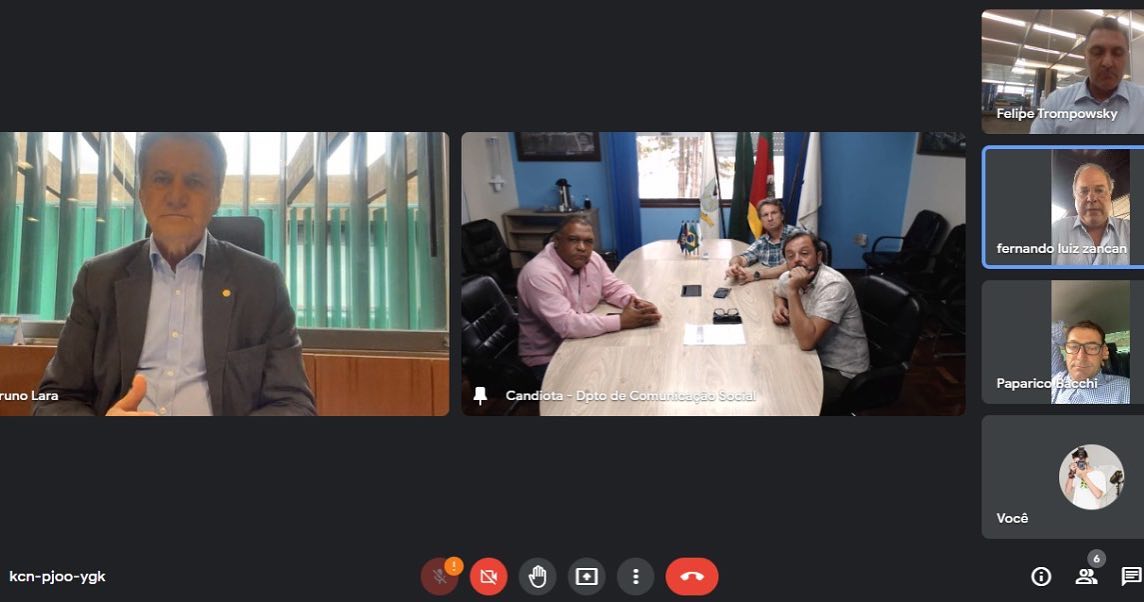 Felipe Trompowsky
fernando luiz zancan
runo Lara
Candiota - Dpto de Comunicação Social
Paparico Bacchi
Você
kcn-pjoo-ygk
!
6